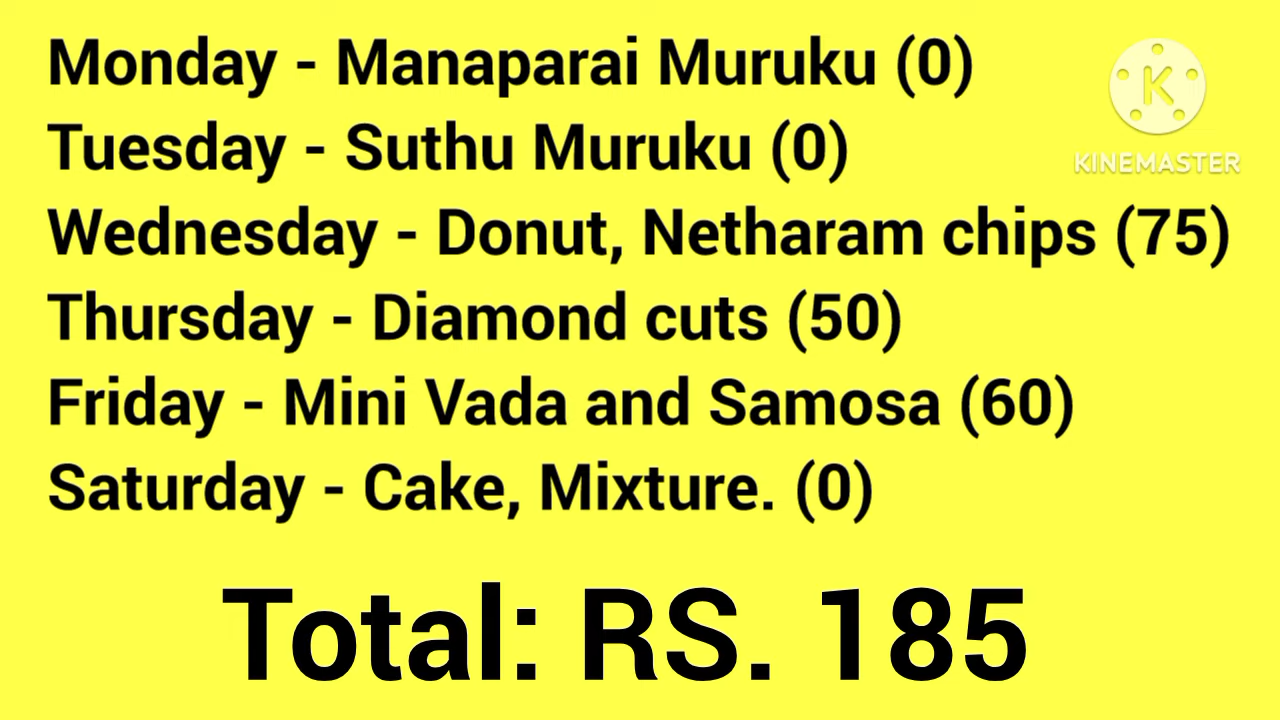 Monday - Manaparai Muruku (0)
Tuesday - Suthu Muruku (0)
Wednesday - Donut, Netharam chips (75)
Thursday - Diamond cuts (50)
Friday - Mini Vada and Samosa (60)
Saturday - Cake, Mixture. (0)
Total: RS. 185
K
KINEMASTER